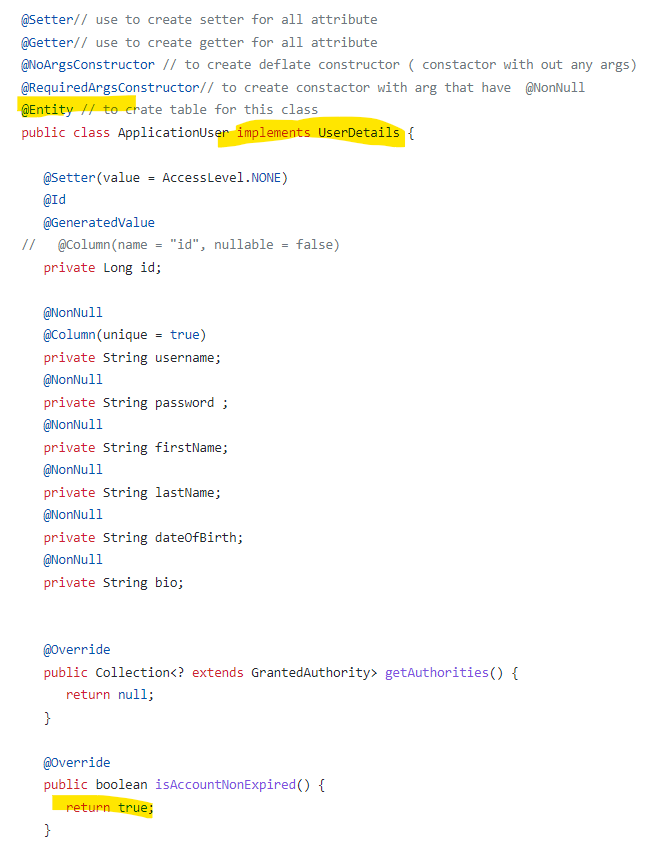 @Setter// use to create setter for all attribute
@Getter// use to create getter for all attribute
@NoArgsConstructor // to create deflate constructor ( constactor with out any args)
@RequiredArgsConstructor// to create constactor with arg that have  @NonNull
@Entity // to crate table for this class
public class ApplicationUser implements UserDetails {
@Setter(value = AccessLevel.NONE)
@Id
@GeneratedValue
//   @Column(name = "id", nullable = false)
private Long id;
@NonNull
@Column(unique = true)
private String username;
@NonNull
private String password ;
@NonNull
private String firstName;
@NonNull
private String lastName;
@NonNull
private String dateOfBirth;
@NonNull
private String bio;
@Override
public Collection<? extends GrantedAuthority> getAuthorities() {
return null;
}
@Override
public boolean isAccountNonExpired() {
return true;
}